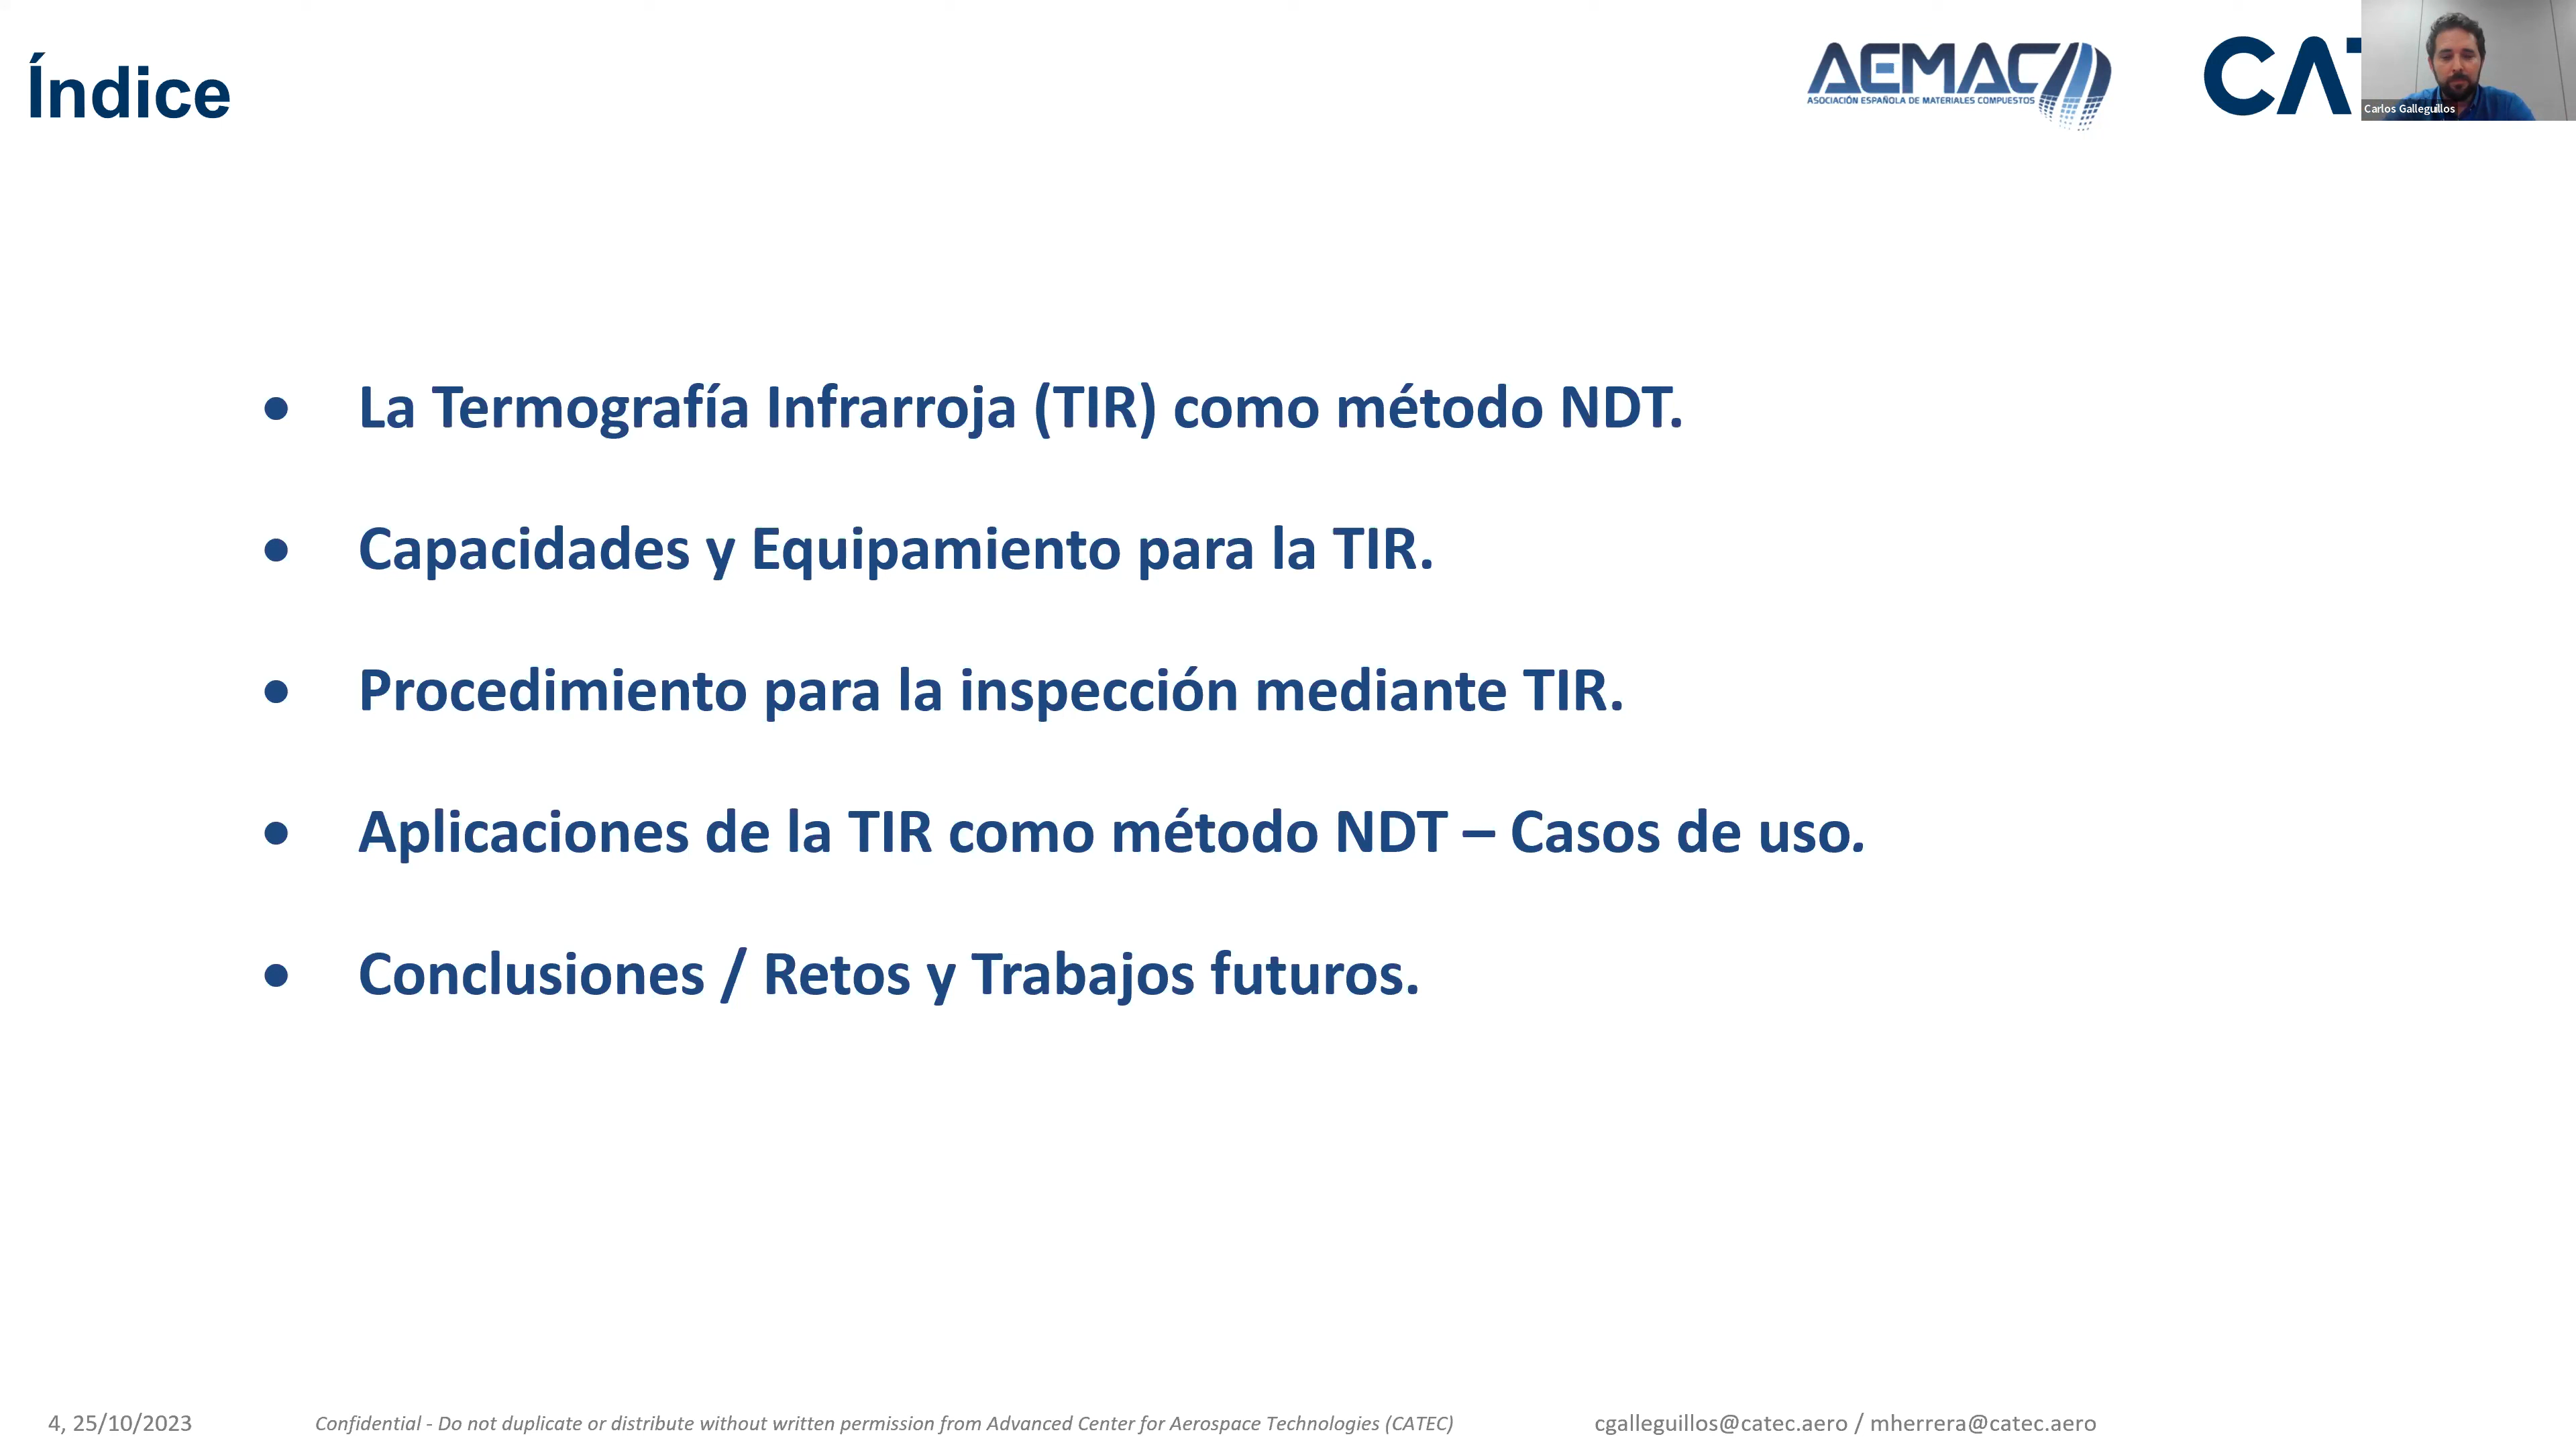 Índice
AEMAC
ASOCIACIÓN ESPAÑOLA DE MATERIALES COMPUESTOS
Carlos Galleguillos
• La Termografía Infrarroja (TIR) como método NDT.
• Capacidades y Equipamiento para la TIR.
• Procedimiento para la inspección mediante TIR.
• Aplicaciones de la TIR como método NDT – Casos de uso.
• Conclusiones / Retos y Trabajos futuros.
4, 25/10/2023
Confidential - Do not duplicate or distribute without written permission from Advanced Center for Aerospace Technologies (CATEC)
cgalleguillos@catec.aero / mherrera@catec.aero